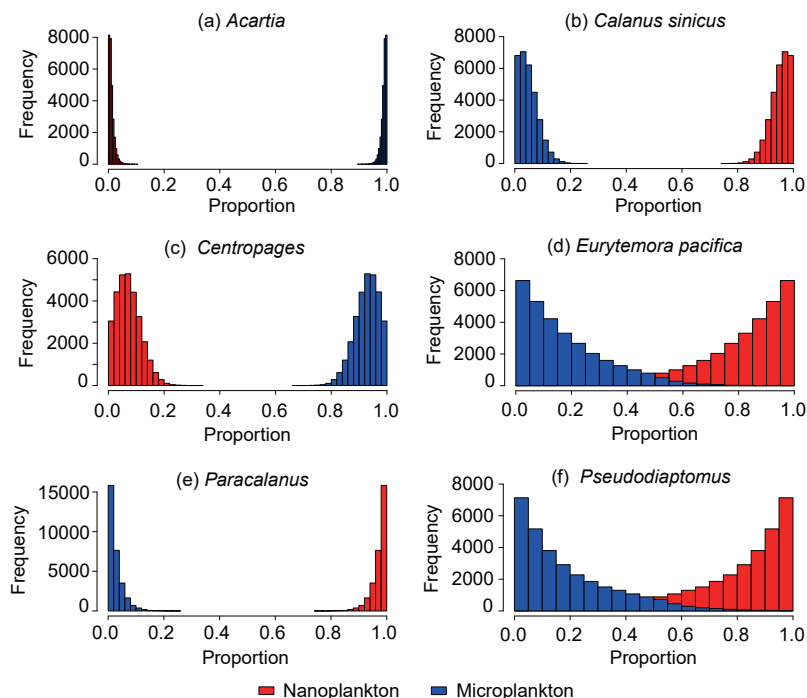 (a) Acartia
8000
6000
4000
2000
0
Frequency
0.0 0.2 0.4 0.6 0.8 1.0
Proportion
(b) Calanus sinicus
8000
6000
4000
2000
0
Frequency
0.0 0.2 0.4 0.6 0.8 1.0
Proportion
(c) Centropages
6000
4000
2000
0
Frequency
0.0 0.2 0.4 0.6 0.8 1.0
Proportion
(d) Eurytemora pacifica
8000
6000
4000
2000
0
Frequency
0.0 0.2 0.4 0.6 0.8 1.0
Proportion
(e) Paracalanus
15000
10000
5000
0
Frequency
0.0 0.2 0.4 0.6 0.8 1.0
Proportion
(f) Pseudodiaptomus
8000
6000
4000
2000
0
Frequency
0.0 0.2 0.4 0.6 0.8 1.0
Proportion
Nanoplankton Microplankton